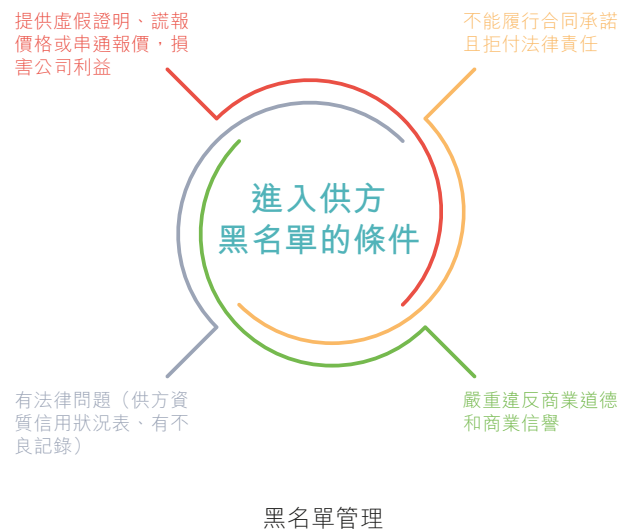 提供虛假證明、謊報
價格或串通報價，損
害公司利益
不能履行合同承諾
且拒付法律責任
進入供方
黑名單的條件
有法律問題（供方資
質信用狀況表、有不
良記錄）
嚴重違反商業道德
和商業信譽
黑名單管理